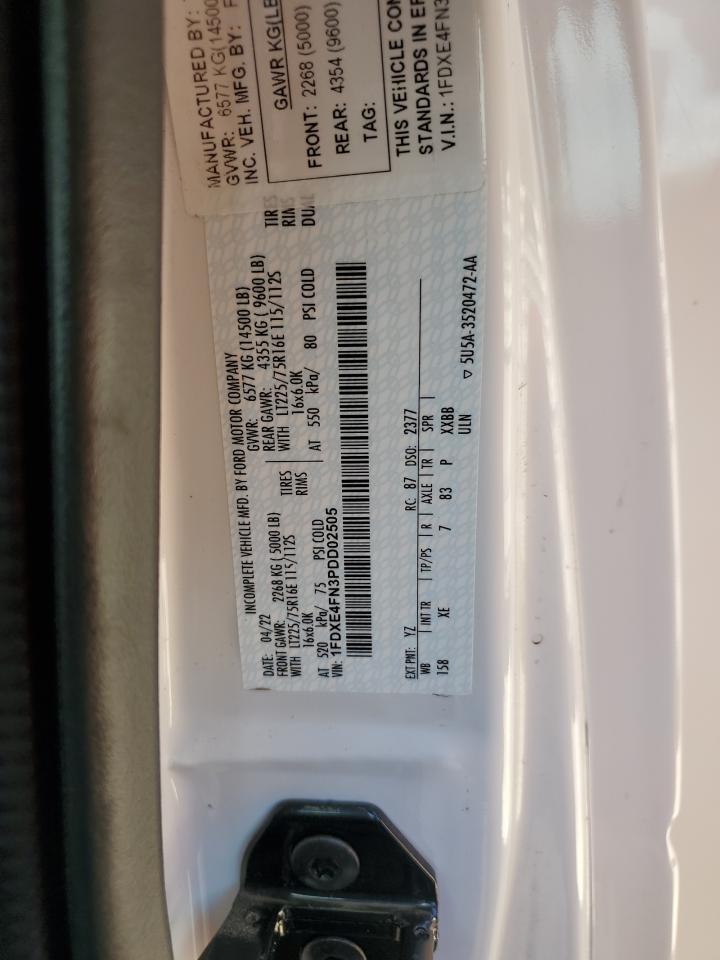 MANUFACTURED BY:
GVWR: 6577 KG(14500
INC. VEH. MFG. BY: F
GAWR KG(LB
FRONT: 2268 (5000)
REAR: 4354 (9600)
TAG:
THIS VEHICLE CON
STANDARDS IN EF
V.I.N.: 1FDXE4FN3
INCOMPLETE VEHICLE MFD. BY FORD MOTOR COMPANY
DATE: 04/22 GVWR: 6577 KG (14500 LB)
FRONT GAWR: 2268 KG ( 5000 LB) REAR GAWR: 4355 KG ( 9600 LB)
WITH LT225/75R16E 115/112S TIRES WITH LT225/75R16E 115/112S TIRES
16x6.0K RIMS 16x6.0K RIMS
AT 520 kPa/ 75 PSI COLD AT 550 kPa/ 80 PSI COLD DUAL
VIN: 1FDXE4FN3PDD02505
EXT PNT: YZ RC: 87 DSO: 2377
WB INT TR TP/PS R AXLE TR SPR
158 XE 7 83 P XXBB
ULN
▽ 5U5A-3520472-AA